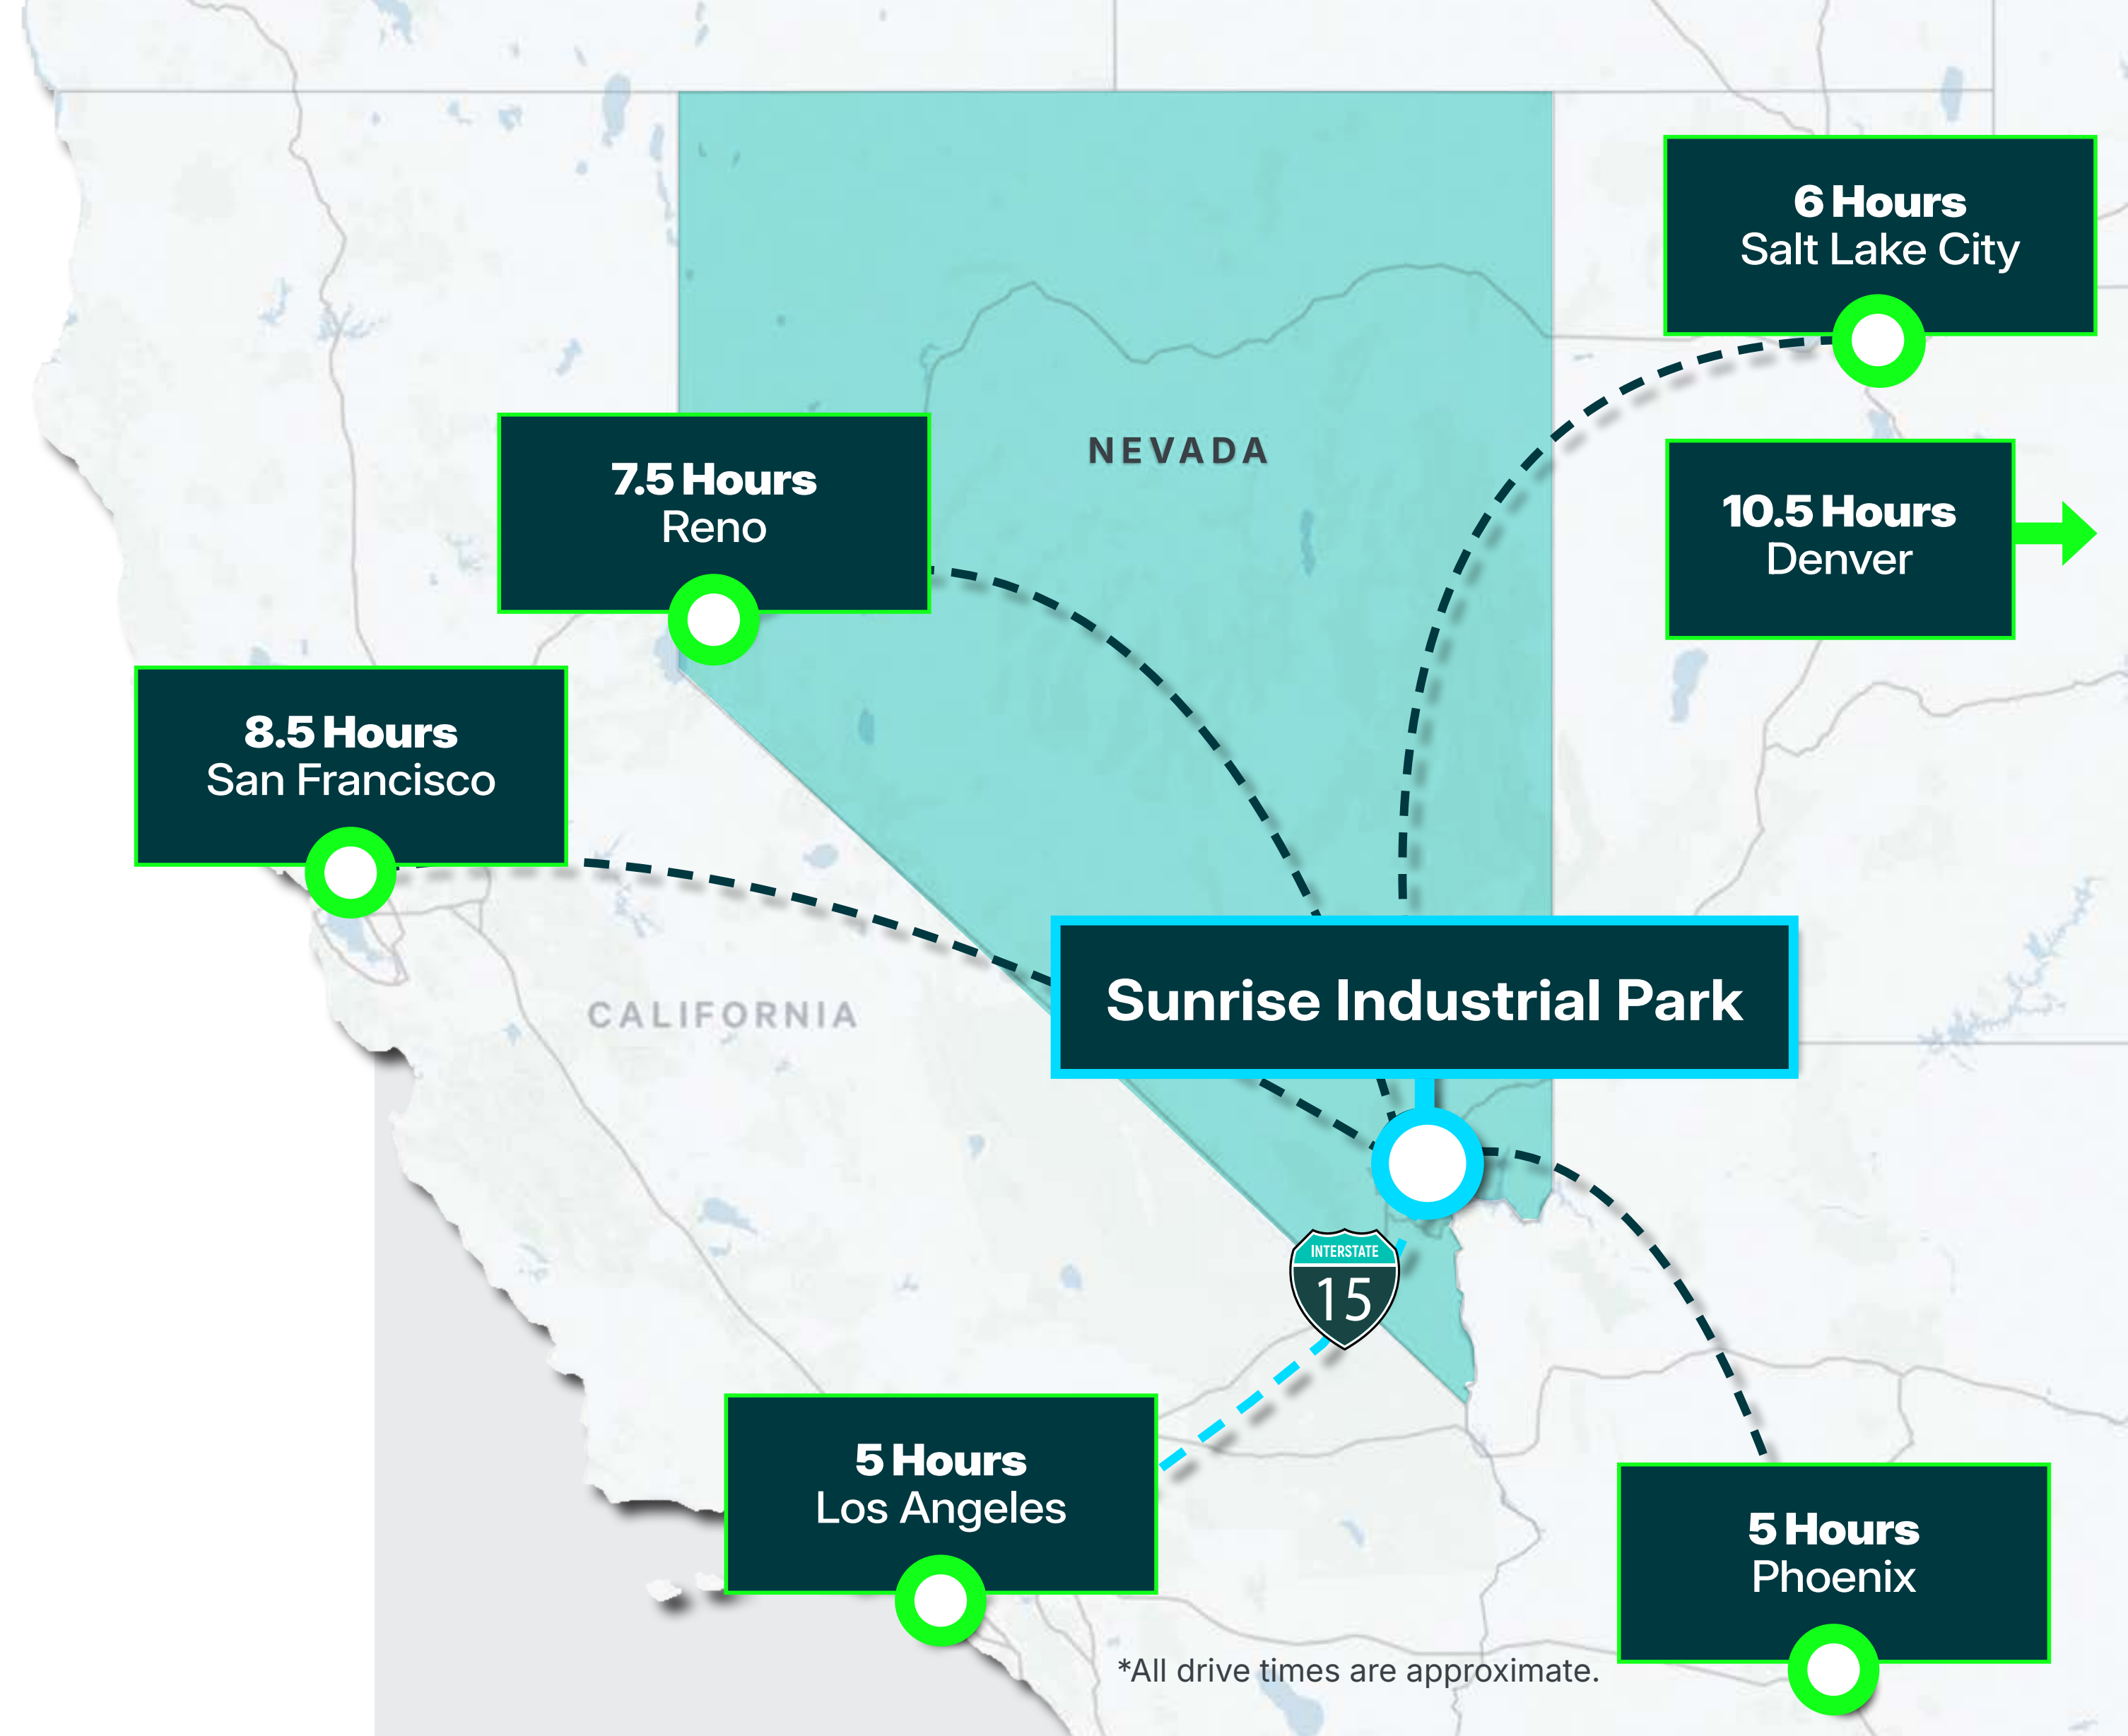 6 Hours
Salt Lake City
7.5 Hours
Reno
NEVADA
10.5 Hours
Denver
8.5 Hours
San Francisco
Sunrise Industrial Park
CALIFORNIA
INTERSTATE
15
5 Hours
Los Angeles
5 Hours
Phoenix
*All drive times are approximate.